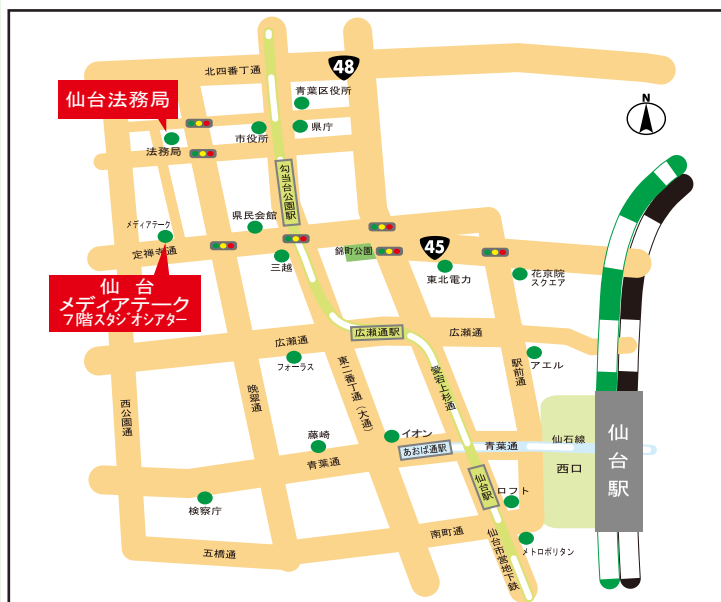 北四番丁通
48
仙台法務局
青葉区役所
県庁
市役所
法務局
N
勾当台公園駅
県民会館
メディアテーク
定禅寺通
三越
錦町公園
45
東北電力
花京院
スクエア
仙台
メディアテーク
7階スタジオシアター
広瀬通
広瀬通駅
広瀬通
フォーラス
東二番丁通(大通)
愛宕上杉通
駅前通
アエル
西公園通
晩翠通
藤崎
イオン
青葉通
あおば通駅
青葉通
仙石線
西口
仙台駅
仙台駅
ロフト
検察庁
南町通
五橋通
仙台市営地下鉄
メトロポリタン